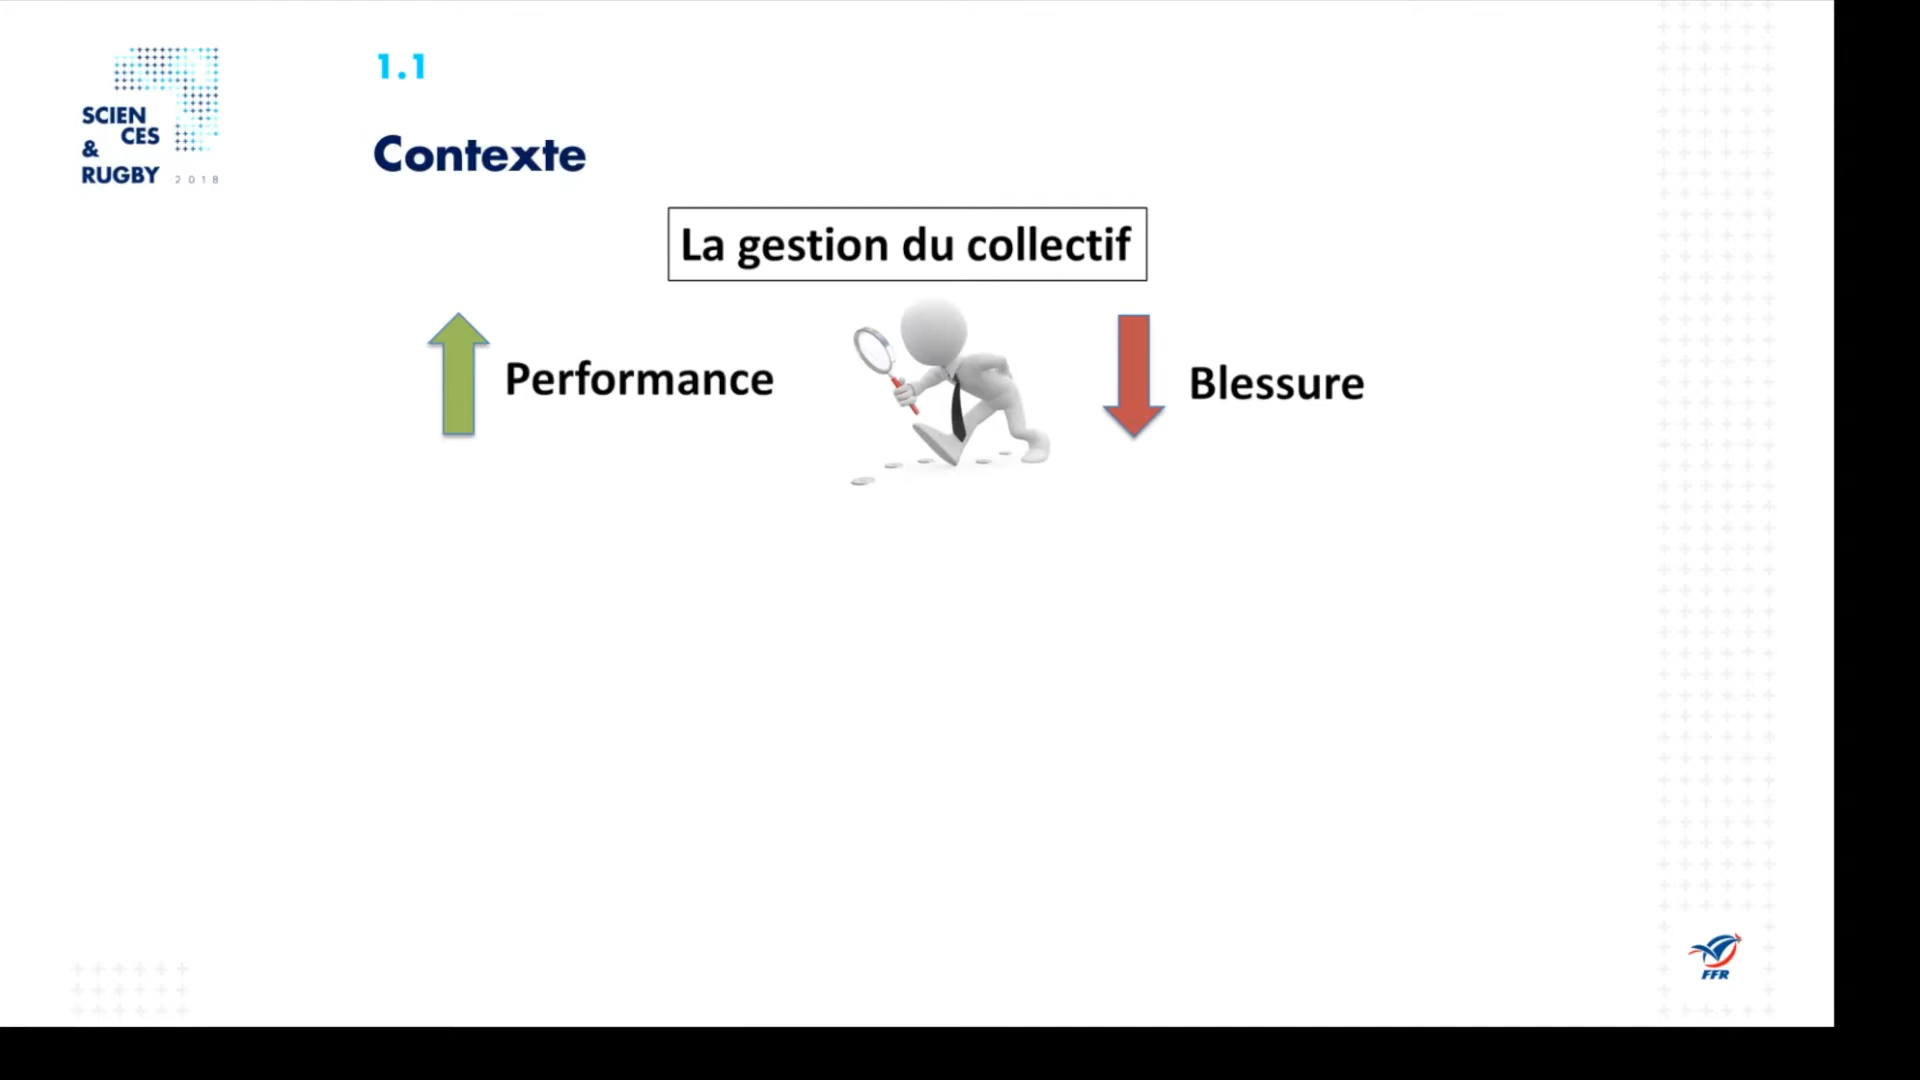 SCIEN
CES
&
RUGBY 2018
1.1
Contexte
La gestion du collectif
Performance
Blessure
FFR